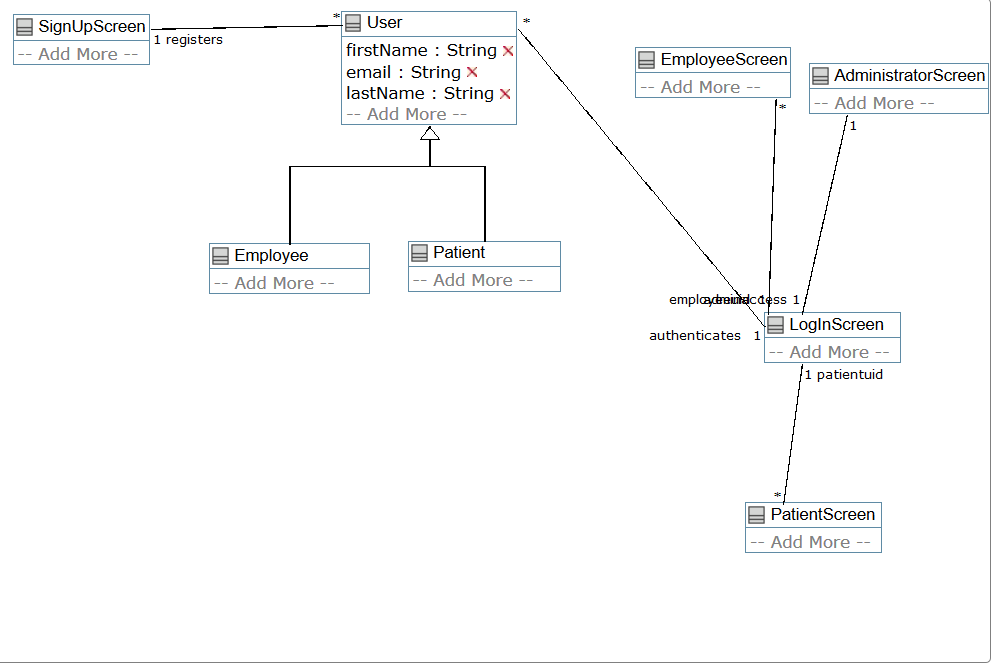 SignUpScreen
-- Add More --
1 registers
*
User
firstName : String
email : String
lastName : String
-- Add More --
*
EmployeeScreen
-- Add More --
*
AdministratorScreen
-- Add More --
1
Employee
-- Add More --
Patient
-- Add More --
1
authenticates 1
LogInScreen
-- Add More --
1 patientuid
*
PatientScreen
-- Add More --